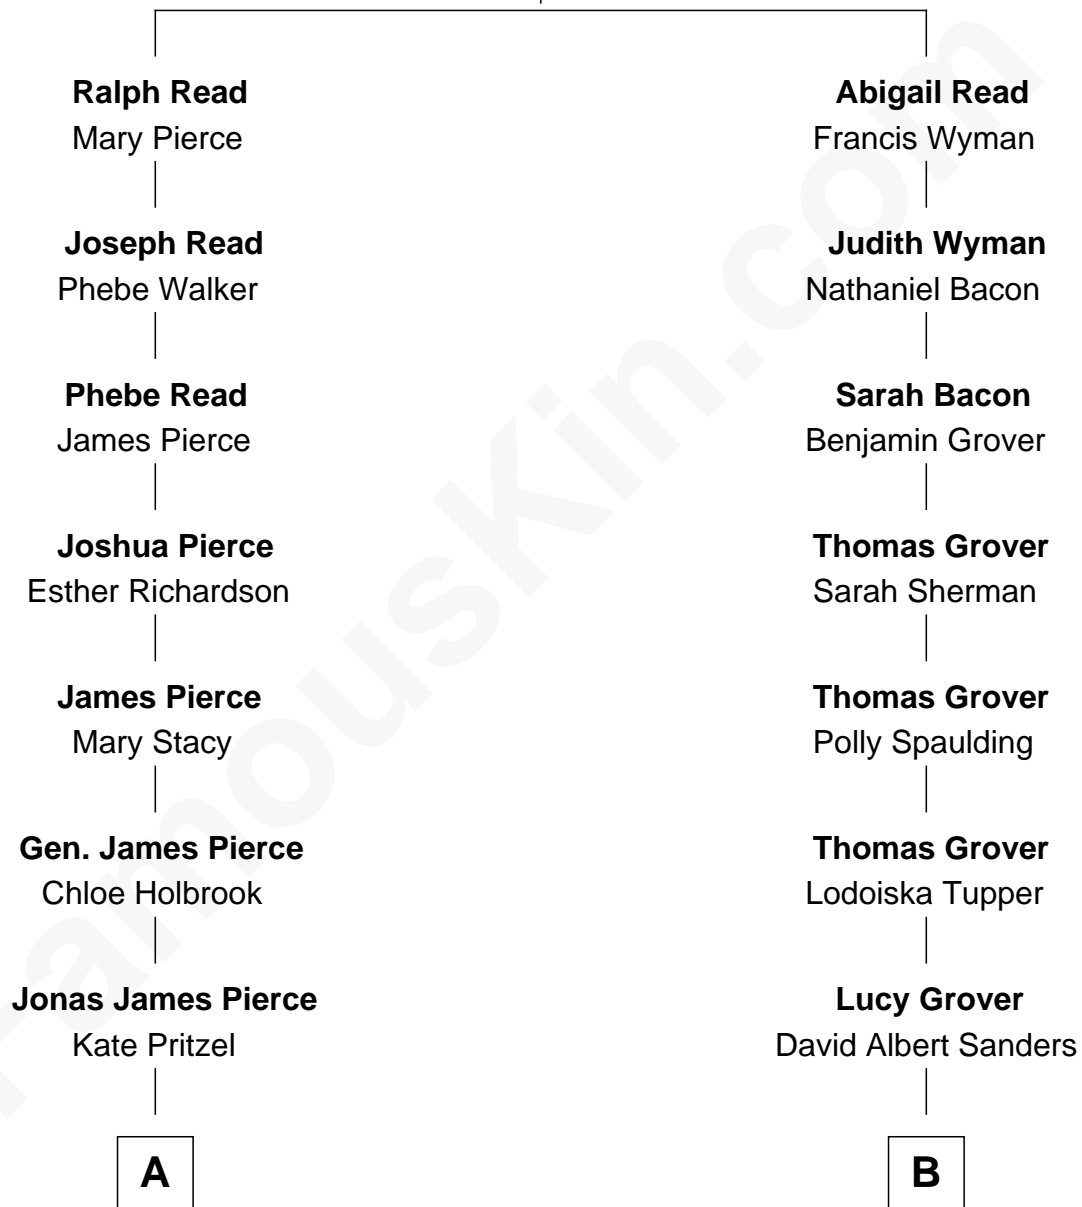 Ralph Read
Mary Pierce
Joseph Read
Phebe Walker
Phebe Read
James Pierce
Joshua Pierce
Esther Richardson
James Pierce
Mary Stacy
Gen. James Pierce
Chloe Holbrook
Jonas James Pierce
Kate Pritzel
A
Abigail Read
Francis Wyman
Judith Wyman
Nathaniel Bacon
Sarah Bacon
Benjamin Grover
Thomas Grover
Sarah Sherman
Thomas Grover
Polly Spaulding
Thomas Grover
Lodoiska Tupper
Lucy Grover
David Albert Sanders
B
FamousKin.com